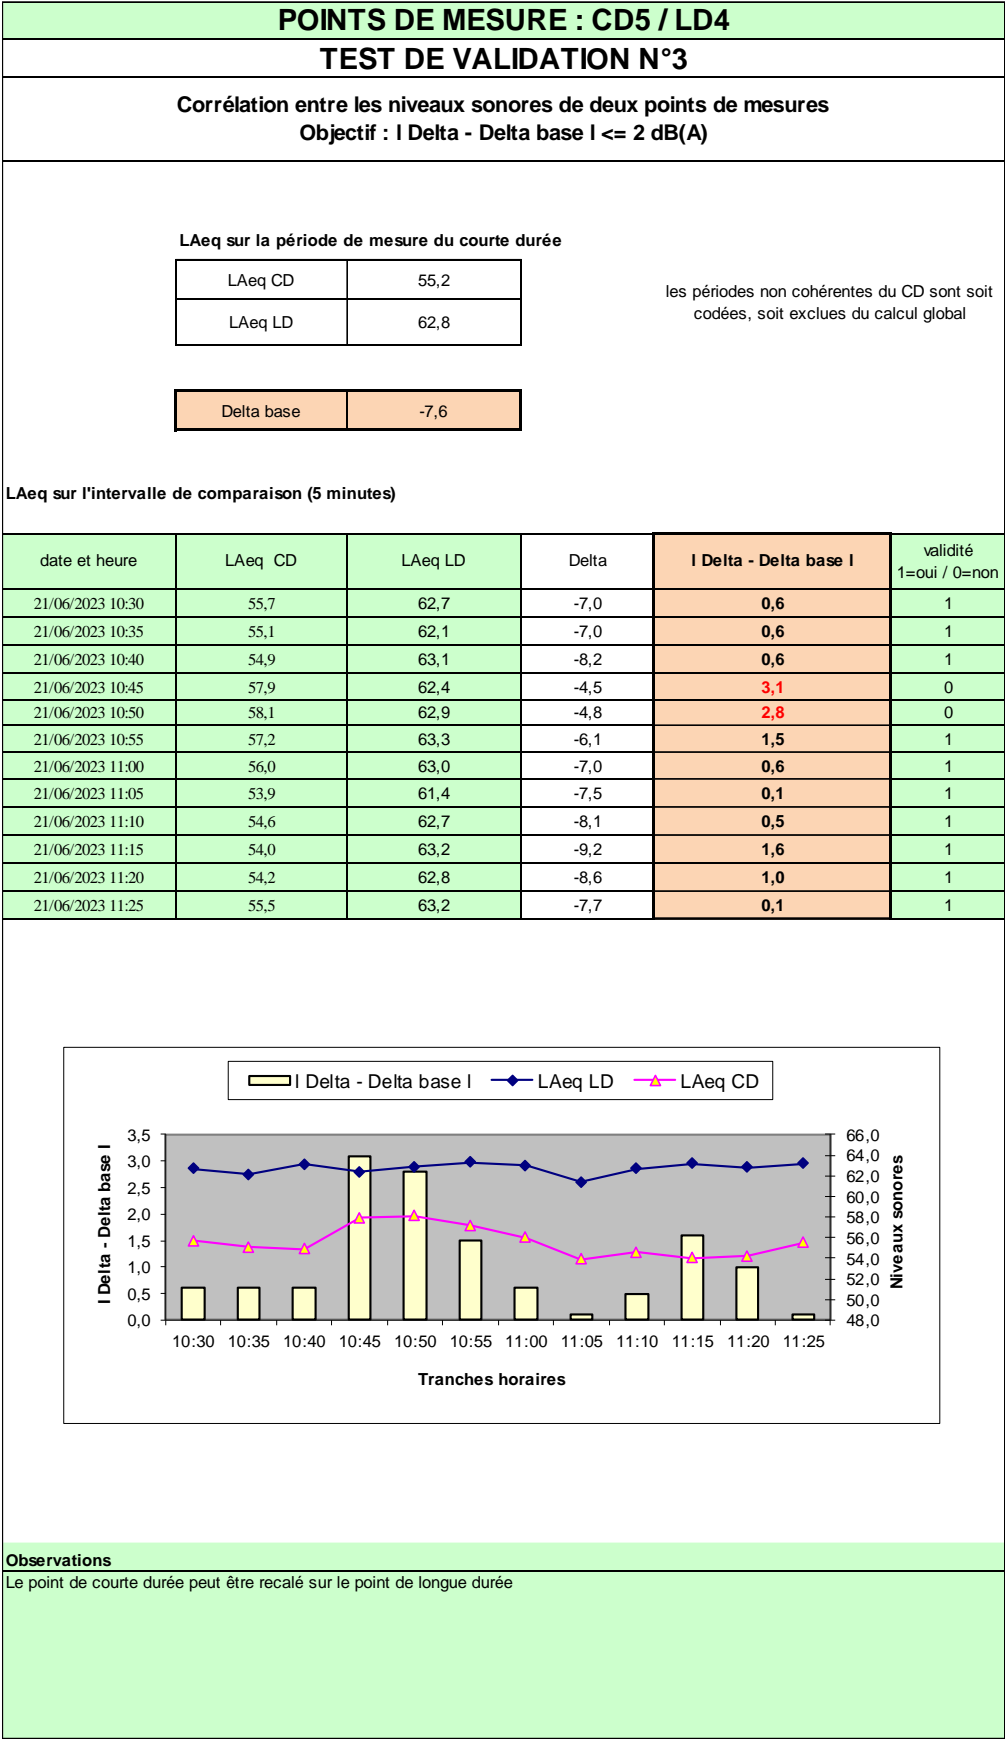 POINTS DE MESURE : CD5 / LD4
TEST DE VALIDATION N°3
Corrélation entre les niveaux sonores de deux points de mesures
Objectif : l Delta - Delta base l <= 2 dB(A)
LAeq sur la période de mesure du courte durée
LAeq CD 55,2
LAeq LD 62,8
les périodes non cohérentes du CD sont soit
codées, soit exclues du calcul global
Delta base -7,6
LAeq sur l'intervalle de comparaison (5 minutes)
date et heure LAeq CD LAeq LD Delta l Delta - Delta base l validité
1=oui / 0=non
21/06/2023 10:30 55,7 62,7 -7,0 0,6 1
21/06/2023 10:35 55,1 62,1 -7,0 0,6 1
21/06/2023 10:40 54,9 63,1 -8,2 0,6 1
21/06/2023 10:45 57,9 62,4 -4,5 3,1 0
21/06/2023 10:50 58,1 62,9 -4,8 2,8 0
21/06/2023 10:55 57,2 63,3 -6,1 1,5 1
21/06/2023 11:00 56,0 63,0 -7,0 0,6 1
21/06/2023 11:05 53,9 61,4 -7,5 0,1 1
21/06/2023 11:10 54,6 62,7 -8,1 0,5 1
21/06/2023 11:15 54,0 63,2 -9,2 1,6 1
21/06/2023 11:20 54,2 62,8 -8,6 1,0 1
21/06/2023 11:25 55,5 63,2 -7,7 0,1 1
l Delta - Delta base l LAeq LD LAeq CD
l Delta - Delta base l
3,5
3,0
2,5
2,0
1,5
1,0
0,5
0,0
66,0
64,0
62,0
60,0
58,0
56,0
54,0
52,0
50,0
48,0
Niveaux sonores
10:30 10:35 10:40 10:45 10:50 10:55 11:00 11:05 11:10 11:15 11:20 11:25
Tranches horaires
Observations
Le point de courte durée peut être recalé sur le point de longue durée